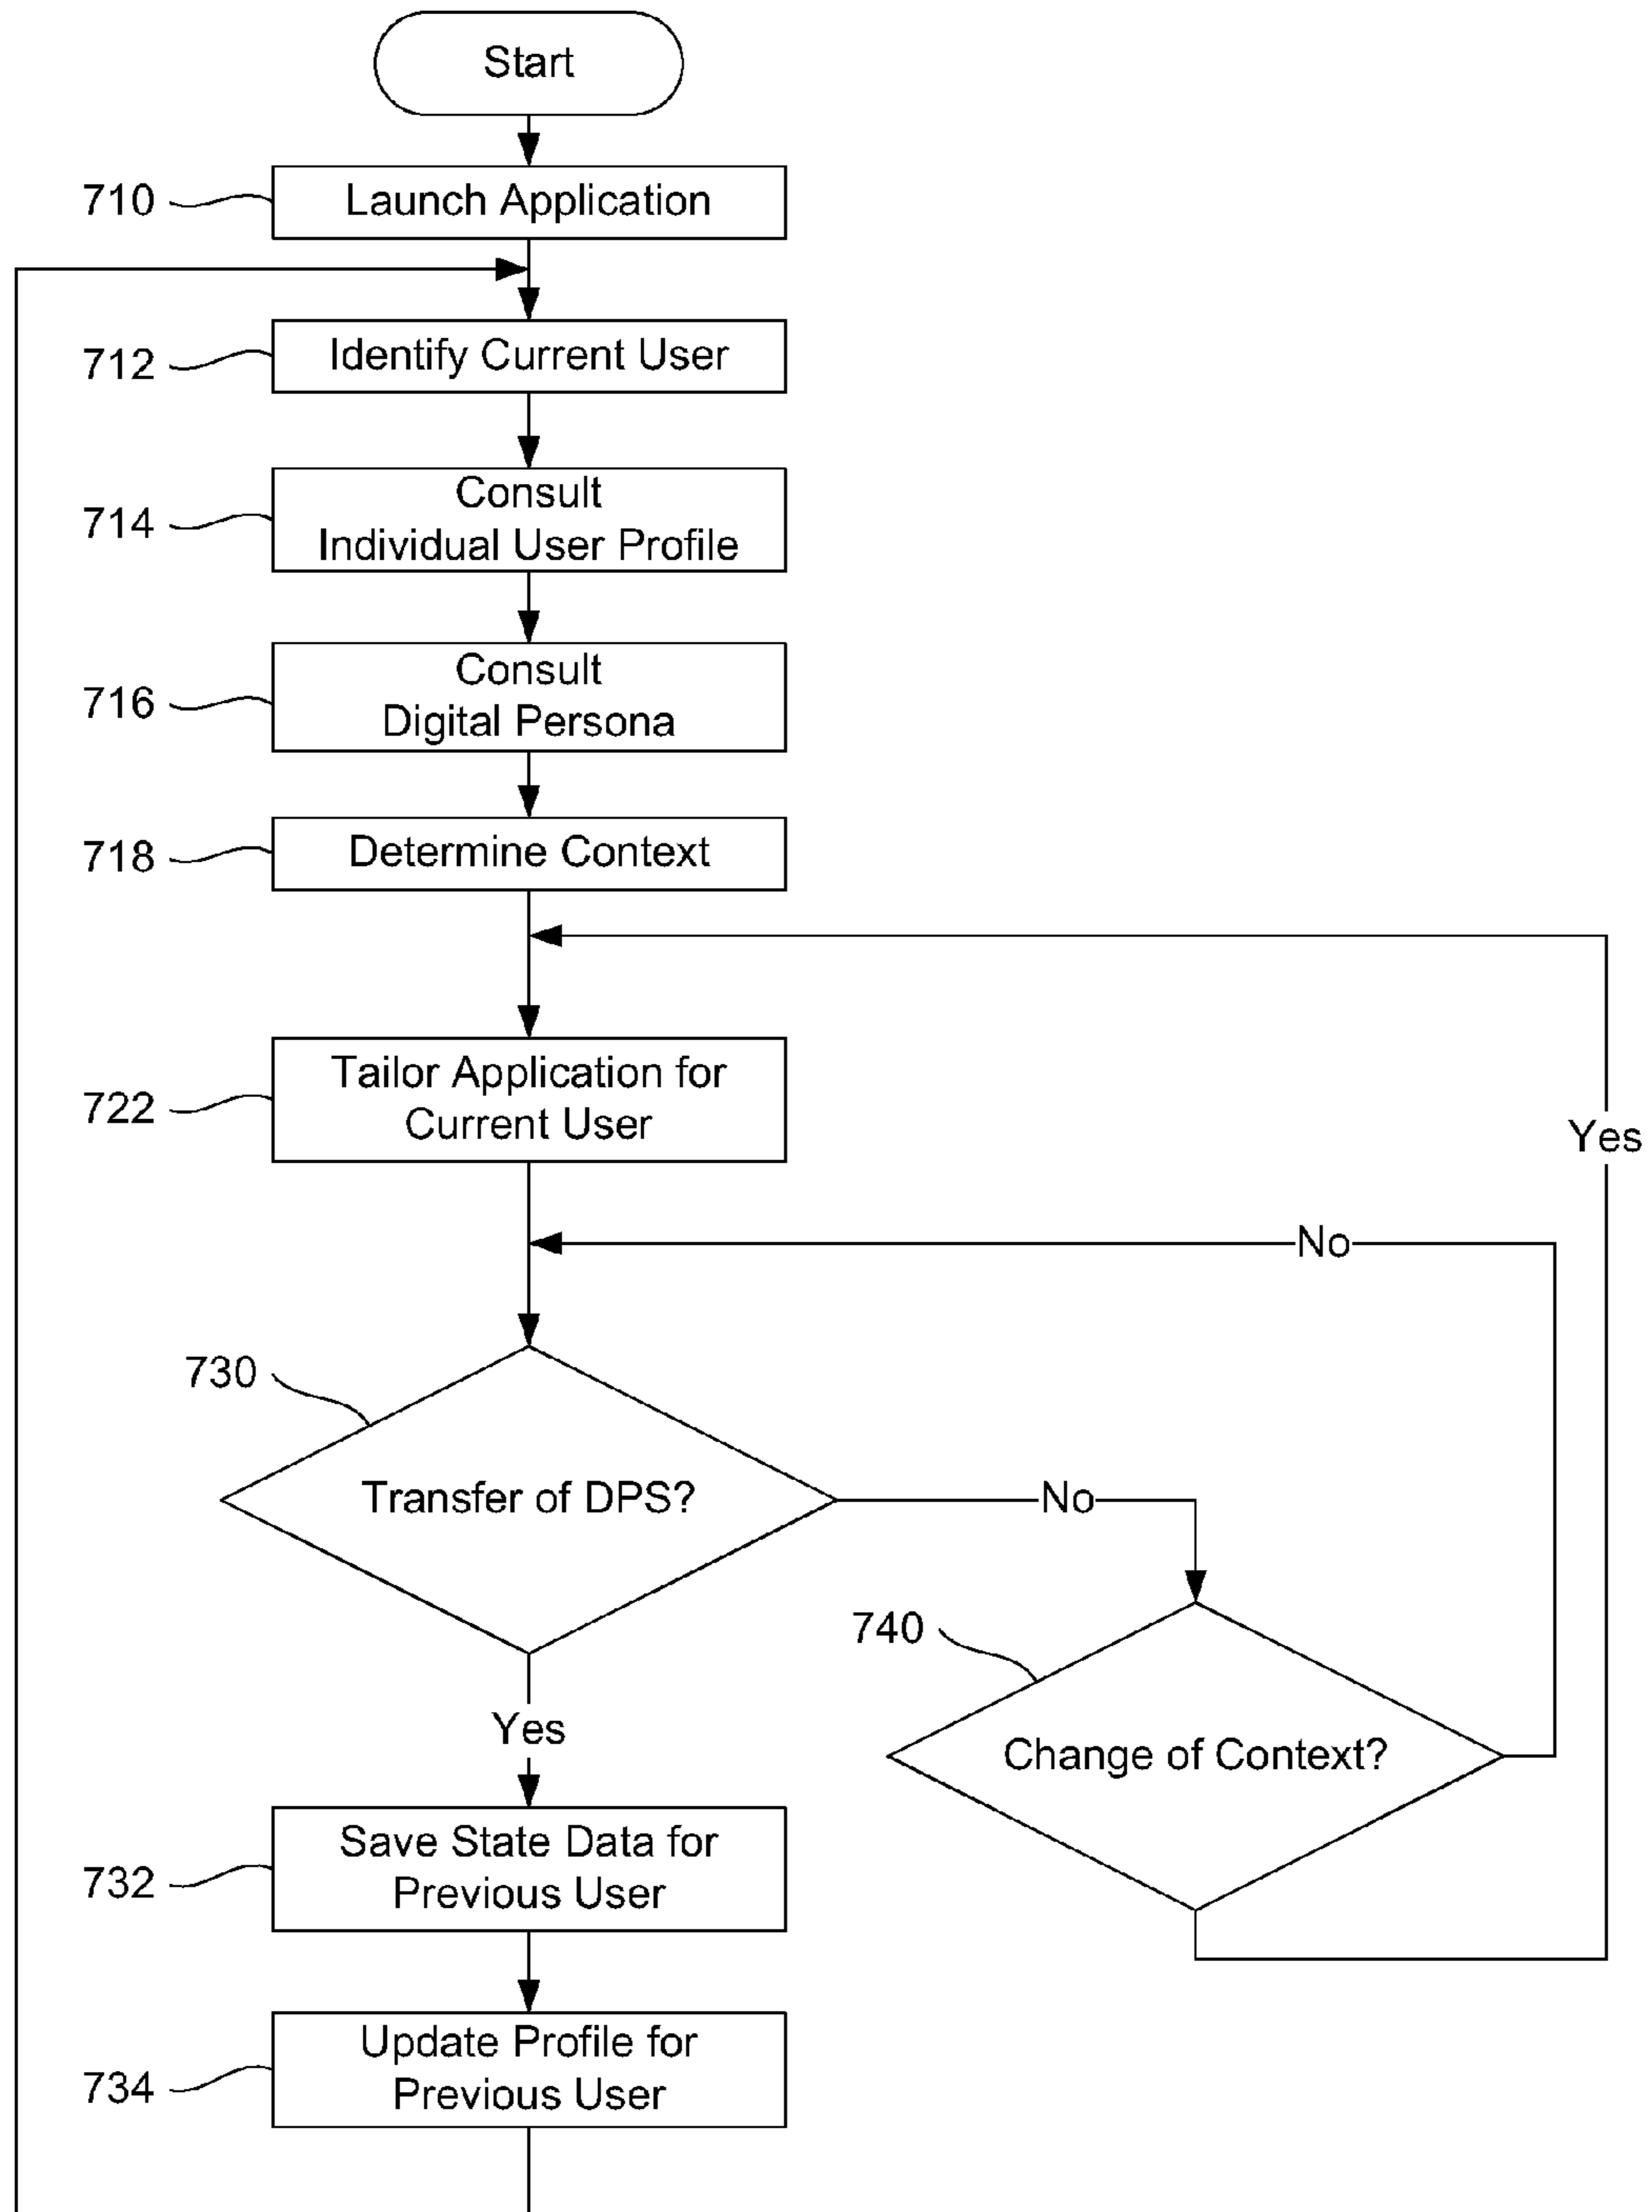 Start
710
Launch Application
712
Identify Current User
714
Consult
Individual User Profile
716
Consult
Digital Persona
718
Determine Context
722
Tailor Application for
Current User
Yes
No
730
Transfer of DPS?
No
740
Change of Context?
Yes
732
Save State Data for
Previous User
734
Update Profile for
Previous User